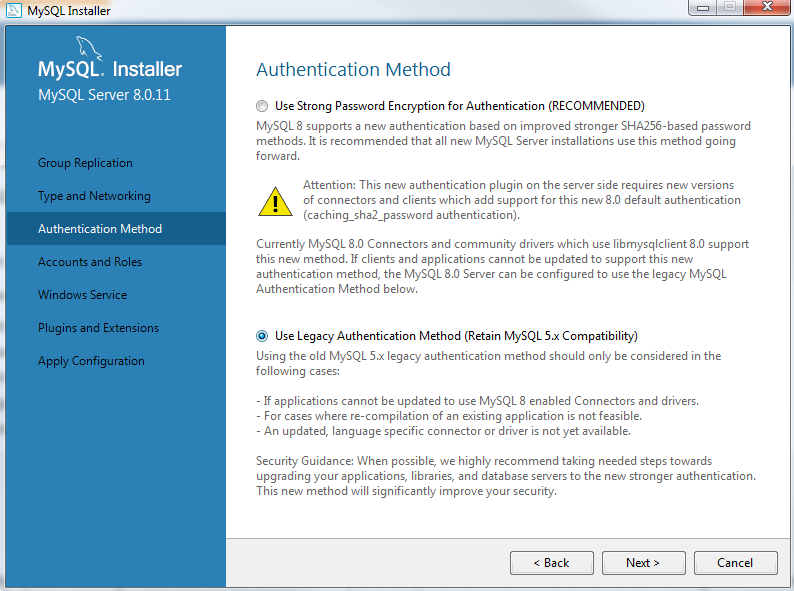 MySQL Installer
MySQL. Installer
MySQL Server 8.0.11
Group Replication
Type and Networking
Authentication Method
Accounts and Roles
Windows Service
Plugins and Extensions
Apply Configuration
Authentication Method
Use Strong Password Encryption for Authentication (RECOMMENDED)
MySQL 8 supports a new authentication based on improved stronger SHA256-based password
methods. It is recommended that all new MySQL Server installations use this method going
forward.
Attention: This new authentication plugin on the server side requires new versions
of connectors and clients which add support for this new 8.0 default authentication
(caching_sha2_password authentication).
Currently MySQL 8.0 Connectors and community drivers which use libmysqlclient 8.0 support
this new method. If clients and applications cannot be updated to support this new
authentication method, the MySQL 8.0 Server can be configured to use the legacy MySQL
Authentication Method below.
Use Legacy Authentication Method (Retain MySQL 5.x Compatibility)
Using the old MySQL 5.x legacy authentication method should only be considered in the
following cases:
- If applications cannot be updated to use MySQL 8 enabled Connectors and drivers.
- For cases where re-compilation of an existing application is not feasible.
- An updated, language specific connector or driver is not yet available.
Security Guidance: When possible, we highly recommend taking needed steps towards
upgrading your applications, libraries, and database servers to the new stronger authentication.
This new method will significantly improve your security.
< Back
Next >
Cancel